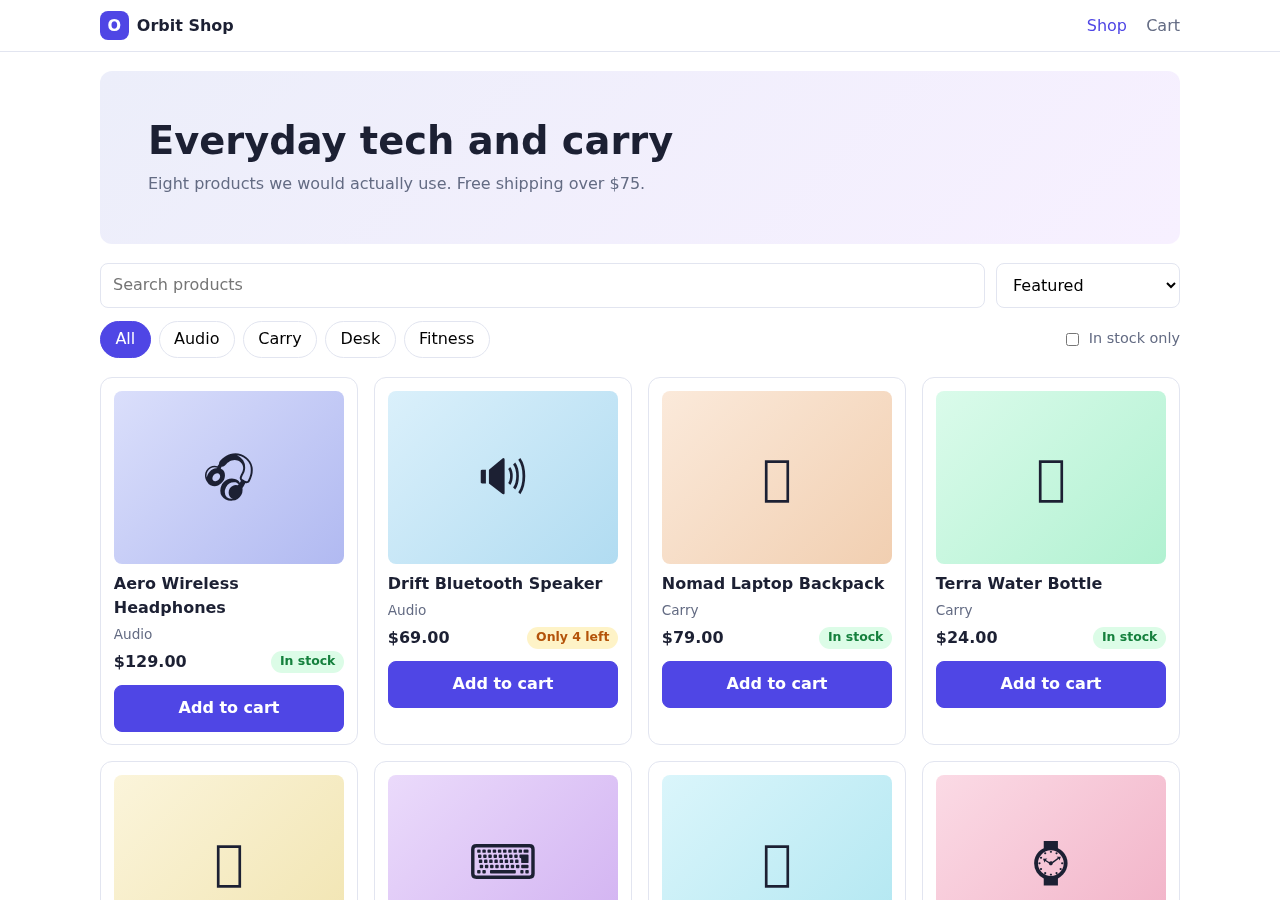 O Orbit Shop
Shop Cart
Everyday tech and carry
Eight products we would actually use. Free shipping over $75.
Search products
Featured
All Audio Carry Desk Fitness
In stock only
Aero Wireless
Headphones
Audio
$129.00 In stock
Add to cart
Drift Bluetooth Speaker
Audio
$69.00 Only 4 left
Add to cart
Nomad Laptop Backpack
Carry
$79.00 In stock
Add to cart
Terra Water Bottle
Carry
$24.00 In stock
Add to cart